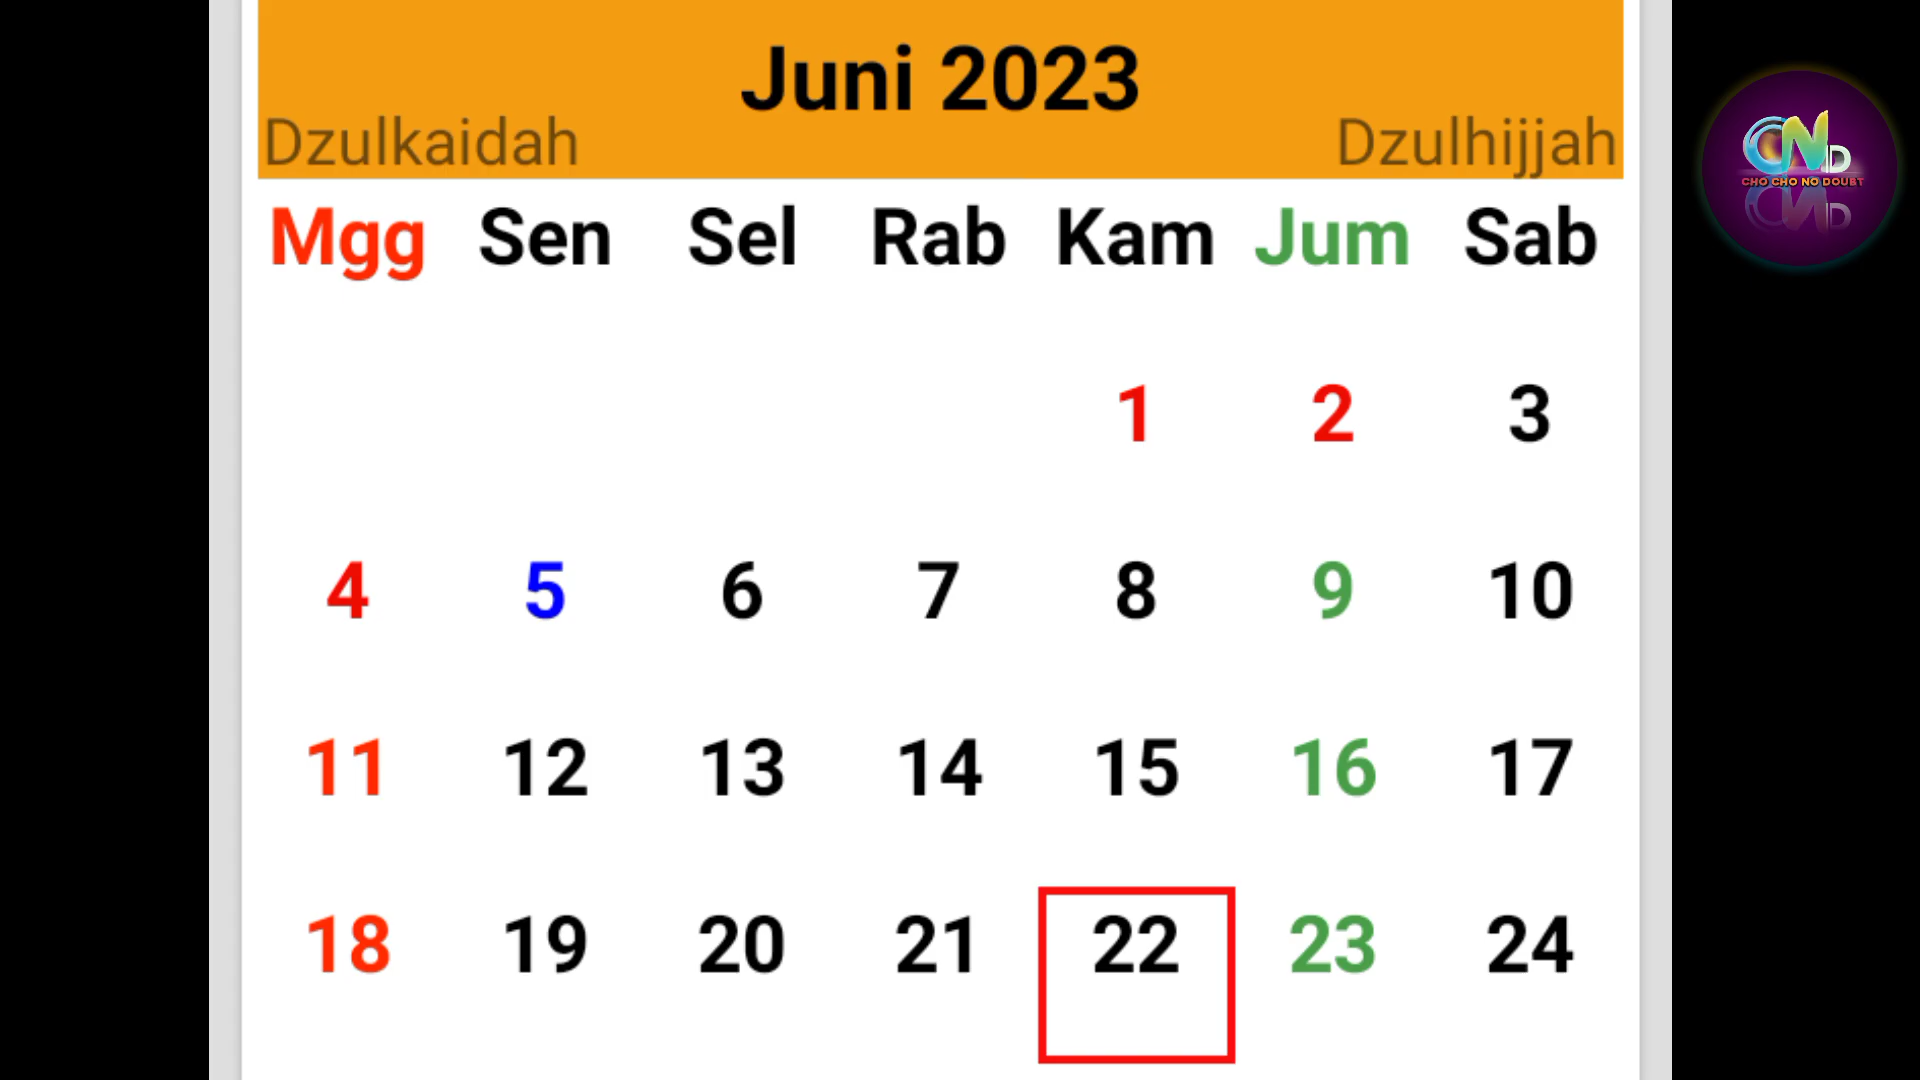 Juni 2023
Dzulkaidah Dzulhijjah
Mgg Sen Sel Rab Kam Jum Sab
1 2 3
4 5 6 7 8 9 10
11 12 13 14 15 16 17
18 19 20 21 22 23 24
CND
CHO CHO NO DOUBT